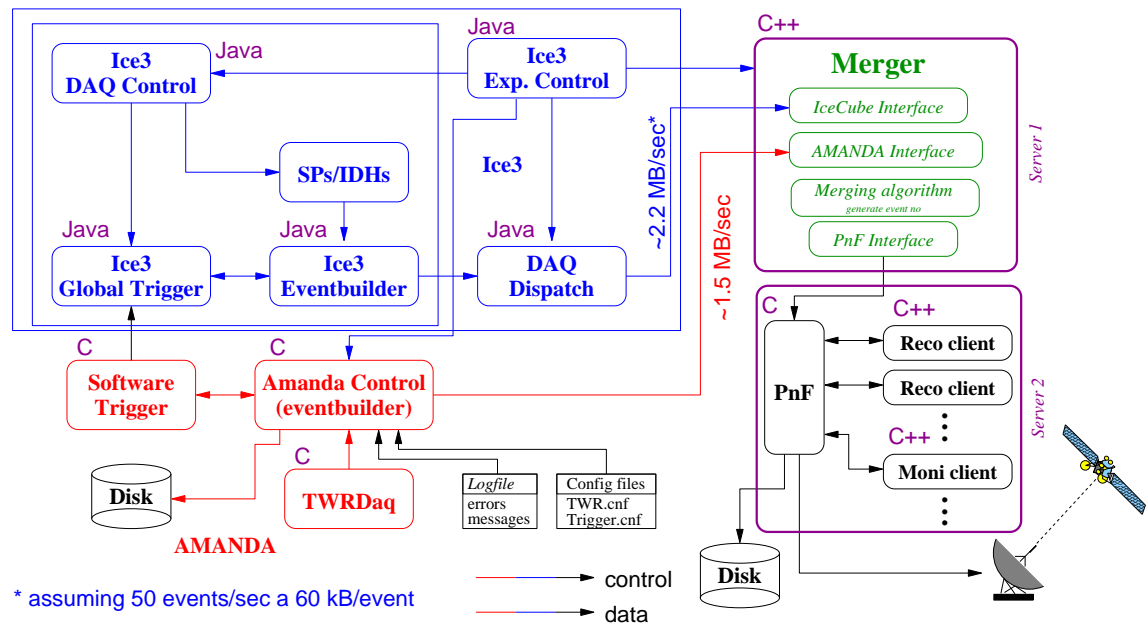 Java
C++
Ice3
DAQ Control
Java
Ice3
Exp. Control
Merger
IceCube Interface
AMANDA Interface
Merging algorithm
generate event no
PnF Interface
Server 1
SPs/IDHs
Ice3
~2.2 MB/sec*
~1.5 MB/sec
Java
Java
Java
Ice3
Global Trigger
Ice3
Eventbuilder
DAQ
Dispatch
C
Software
Trigger
C
Amanda Control
(eventbuilder)
C
TWRDaq
Disk
AMANDA
Logfile
errors
messages
Config files
TWR.cnf
Trigger.cnf
C
PnF
C++
Reco client
Reco client
C++
Moni client
Server 2
Disk
control
data
* assuming 50 events/sec a 60 kB/event